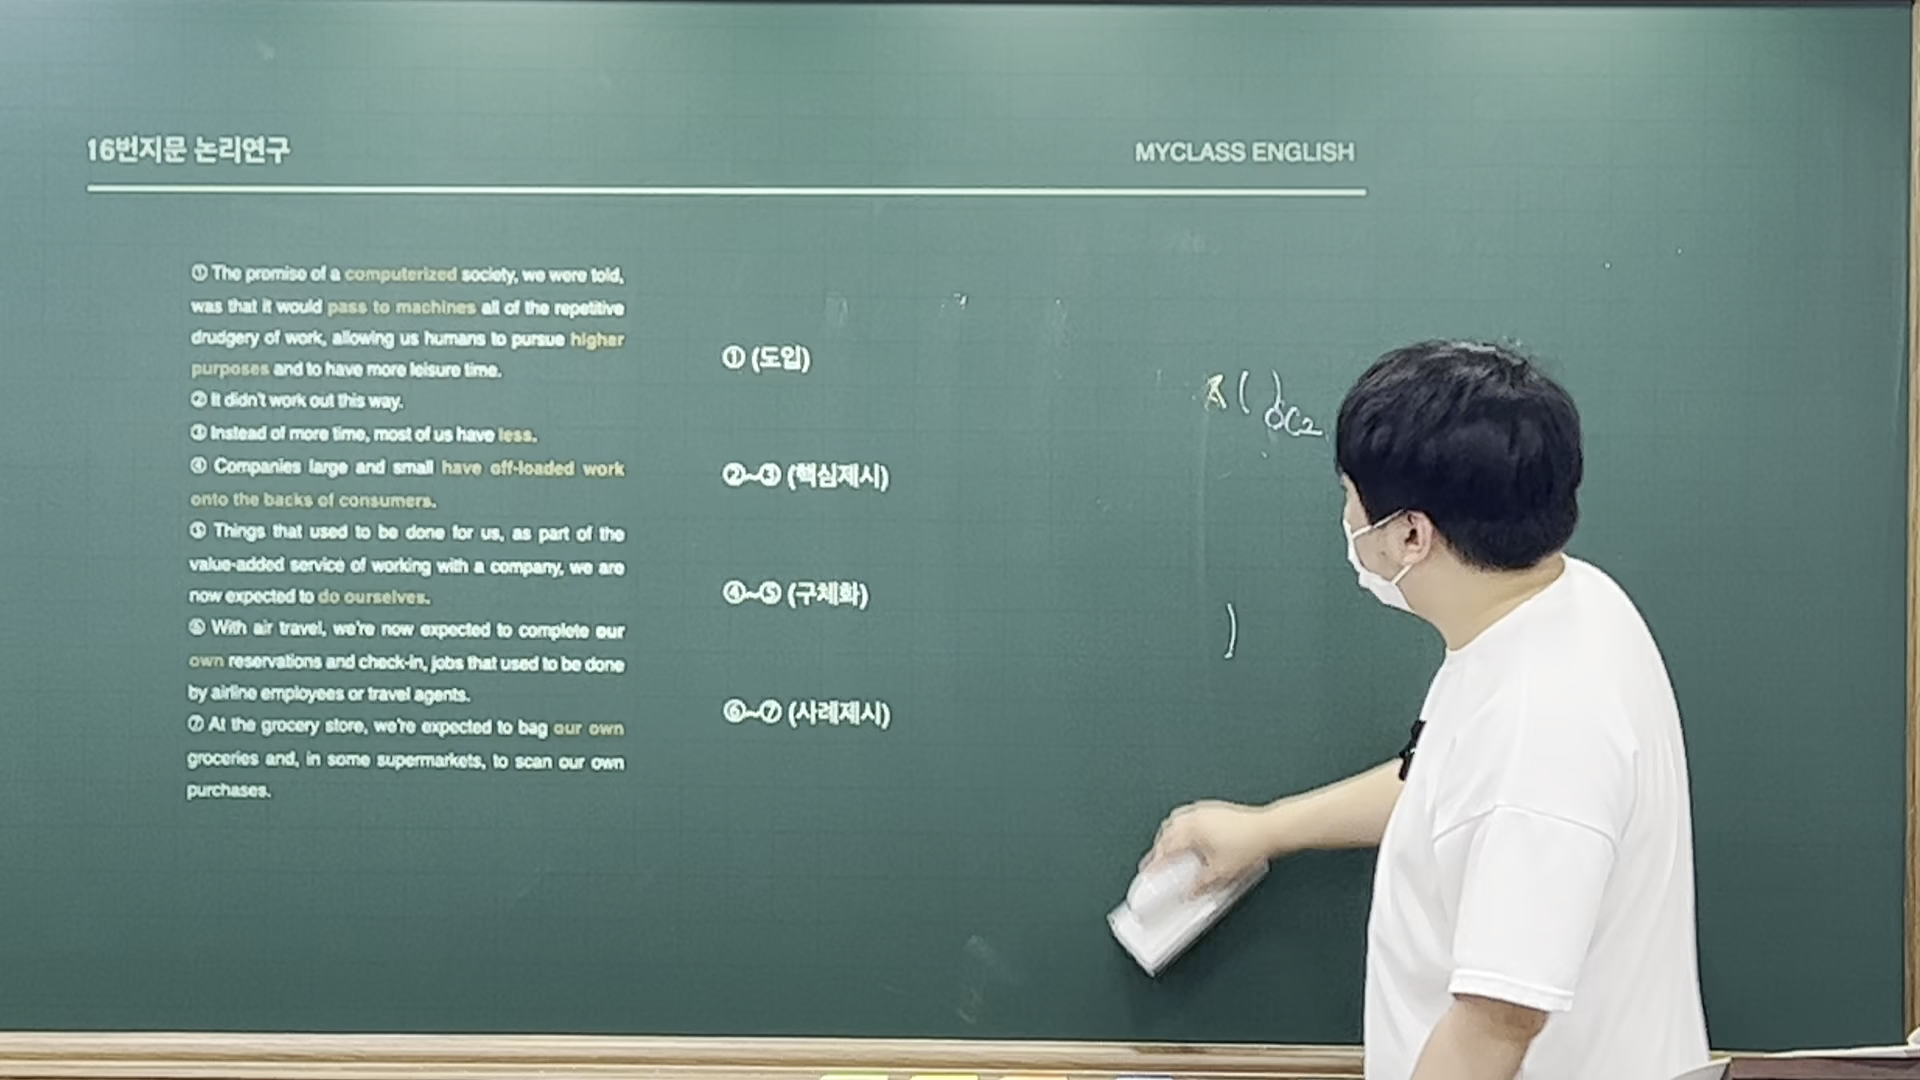 16번지문 논리연구
MYCLASS ENGLISH
① The promise of a computerized society, we were told,
was that it would pass to machines all of the repetitive
drudgery of work, allowing us humans to pursue higher
purposes and to have more leisure time.
② It didn't work out this way.
③ Instead of more time, most of us have less.
④ Companies large and small have off-loaded work
onto the backs of consumers.
⑤ Things that used to be done for us, as part of the
value-added service of working with a company, we are
now expected to do ourselves.
⑥ With air travel, we're now expected to complete our
own reservations and check-in, jobs that used to be done
by airline employees or travel agents.
⑦ At the grocery store, we're expected to bag our own
groceries and, in some supermarkets, to scan our own
purchases.
① (도입)
②~③ (핵심제시)
④~⑤ (구체화)
⑥~⑦ (사례제시)